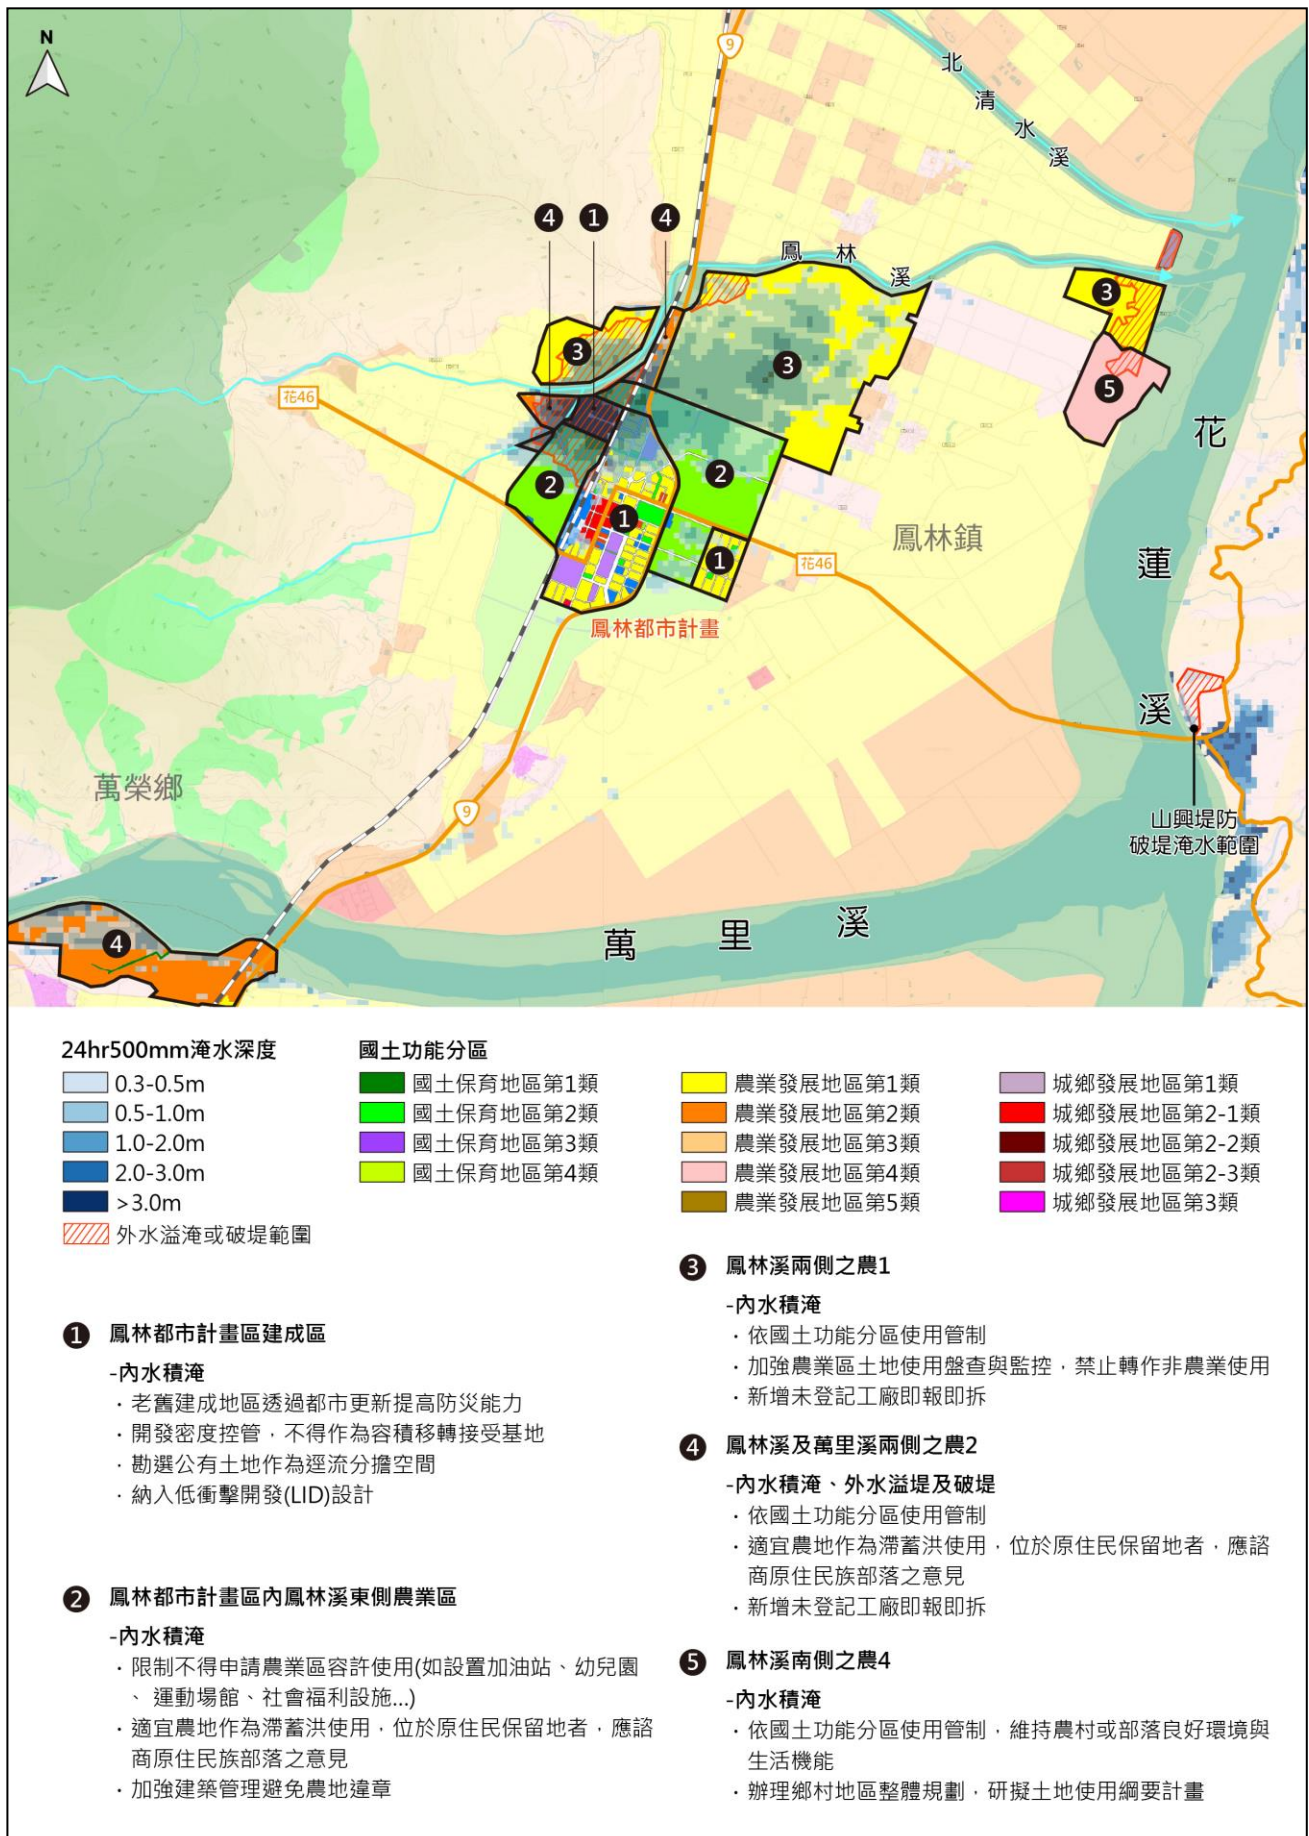 N
9
北
清
水
溪
4
1
4
鳳 林
溪
3
3
3
5
花46
2
2
1
1
花
鳳林鎮
蓮
花46
鳳林都市計畫
溪
萬榮鄉
9
山興堤防
破堤淹水範圍
4
萬 里 溪
24hr500mm淹水深度
0.3-0.5m
0.5-1.0m
1.0-2.0m
2.0-3.0m
>3.0m
外水溢淹或破堤範圍
國土功能分區
國土保育地區第1類
國土保育地區第2類
國土保育地區第3類
國土保育地區第4類
農業發展地區第1類
農業發展地區第2類
農業發展地區第3類
農業發展地區第4類
農業發展地區第5類
城鄉發展地區第1類
城鄉發展地區第2-1類
城鄉發展地區第2-2類
城鄉發展地區第2-3類
城鄉發展地區第3類
1 鳳林都市計畫區建成區
-內水積淹
・老舊建成地區透過都市更新提高防災能力
・開發密度控管，不得作為容積移轉接受基地
・勘選公有土地作為逕流分擔空間
・納入低衝擊開發(LID)設計
2 鳳林都市計畫區內鳳林溪東側農業區
-內水積淹
・限制不得申請農業區容許使用(如設置加油站、幼兒園
、運動場館、社會福利設施...)
・適宜農地作為滯蓄洪使用，位於原住民保留地者，應諮
商原住民族部落之意見
・加強建築管理避免農地違章
3 鳳林溪兩側之農1
-內水積淹
・依國土功能分區使用管制
・加強農業區土地使用盤查與監控，禁止轉作非農業使用
・新增未登記工廠即報即拆
4 鳳林溪及萬里溪兩側之農2
-內水積淹、外水溢堤及破堤
・依國土功能分區使用管制
・適宜農地作為滯蓄洪使用，位於原住民保留地者，應諮
商原住民族部落之意見
・新增未登記工廠即報即拆
5 鳳林溪南側之農4
-內水積淹
・依國土功能分區使用管制，維持農村或部落良好環境與
生活機能
・辦理鄉村地區整體規劃，研擬土地使用綱要計畫